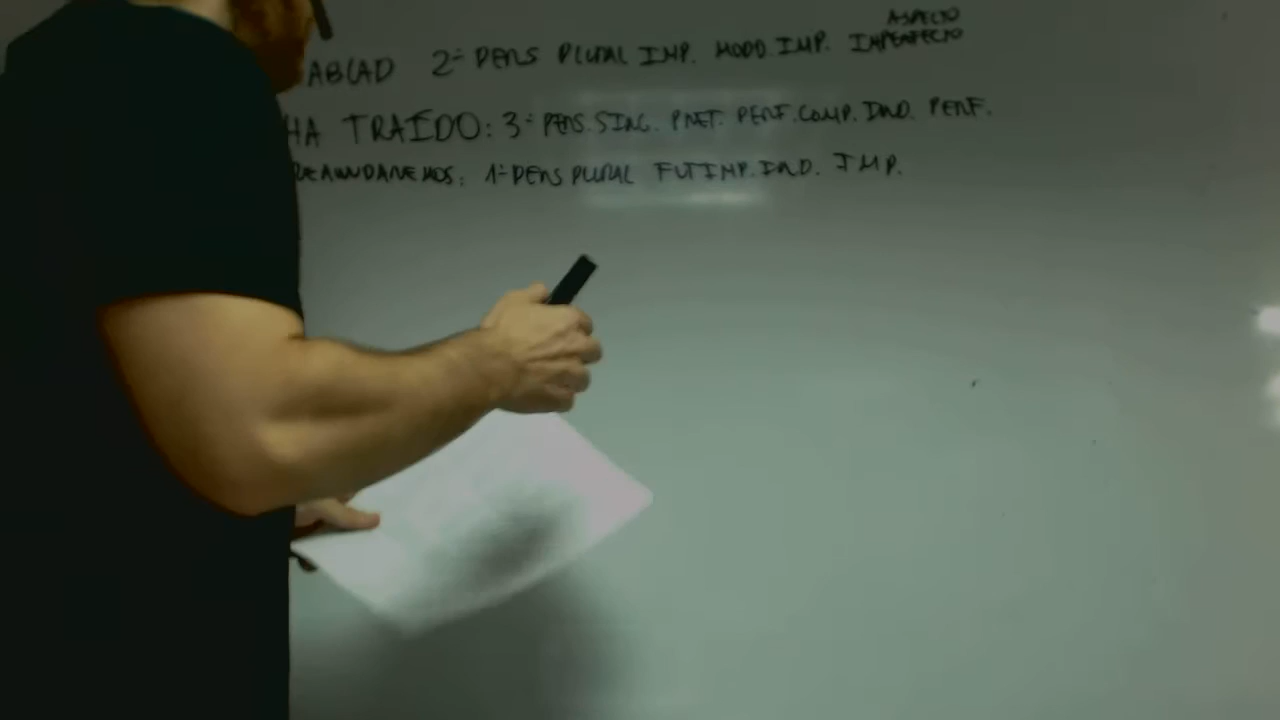 ASPECTO
ABLAD 2ª PERS PLURAL IMP. MODO.IMP. IMPERFECTO
HA TRAÍDO: 3ª PERS.SING. PRET. PERF.COMP. IND. PERF.
REANUDAREMOS: 1ª PERS PLURAL FUT IMP. IND. IMP.